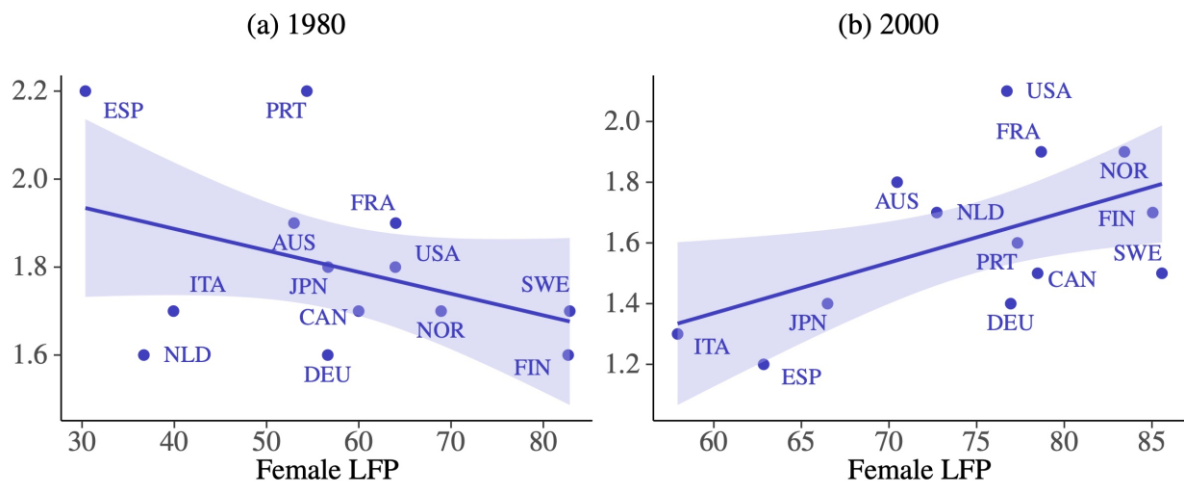 (a) 1980
2.2
2.0
1.8
1.6
ESP
PRT
FRA
AUS
USA
ITA
JPN
SWE
CAN
NOR
NLD
DEU
FIN
30 40 50 60 70 80
Female LFP
(b) 2000
2.0
1.8
1.6
1.4
1.2
USA
FRA
NOR
AUS
NLD
FIN
PRT
SWE
CAN
JPN
DEU
ITA
ESP
60 65 70 75 80 85
Female LFP